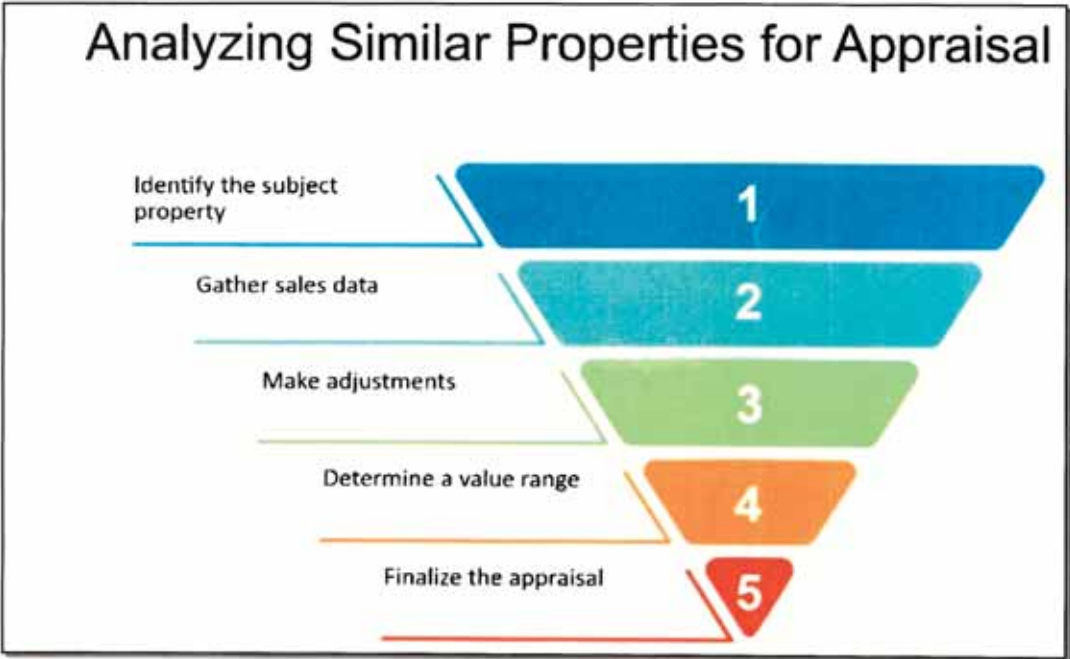 Analyzing Similar Properties for Appraisal
Identify the subject
property
1
Gather sales data
2
Make adjustments
3
Determine a value range
4
Finalize the appraisal
5